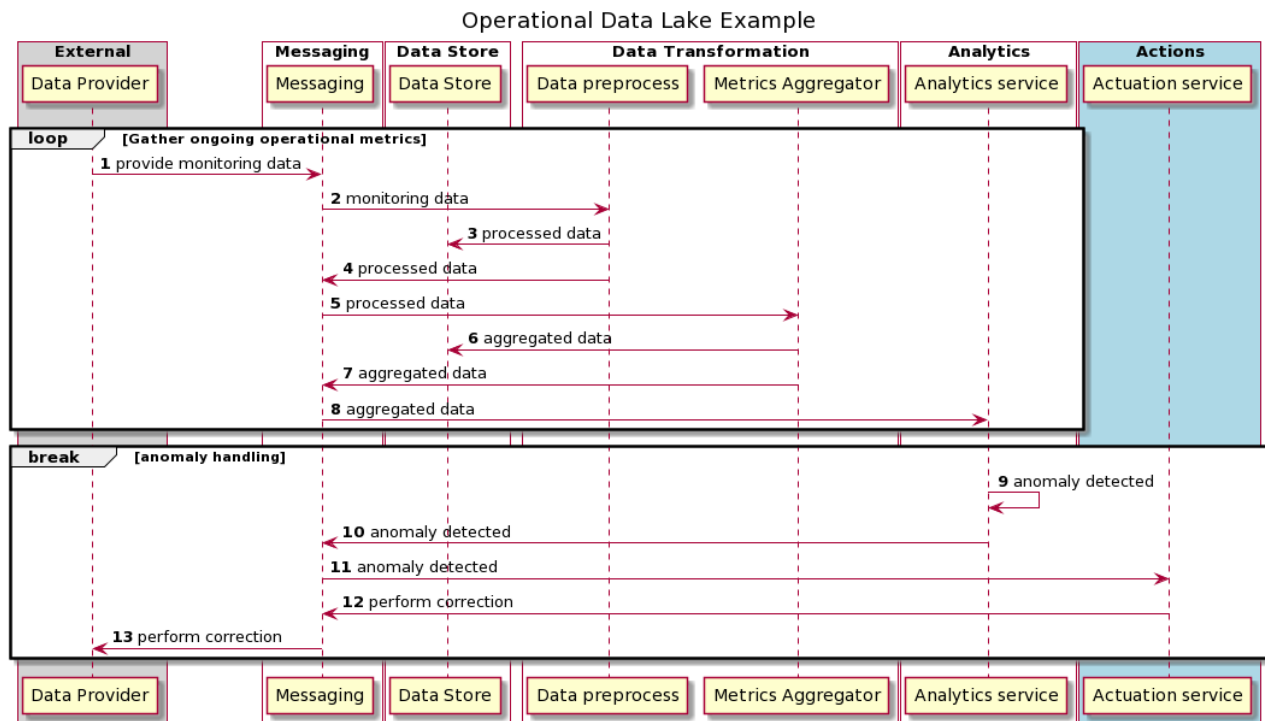 Operational Data Lake Example
External Messaging Data Store Data Transformation Analytics Actions
Data Provider Messaging Data Store Data preprocess Metrics Aggregator Analytics service Actuation service
loop [Gather ongoing operational metrics]
1 provide monitoring data
2 monitoring data
3 processed data
4 processed data
5 processed data
6 aggregated data
7 aggregated data
8 aggregated data
break [anomaly handling]
9 anomaly detected
10 anomaly detected
11 anomaly detected
12 perform correction
13 perform correction
Data Provider Messaging Data Store Data preprocess Metrics Aggregator Analytics service Actuation service